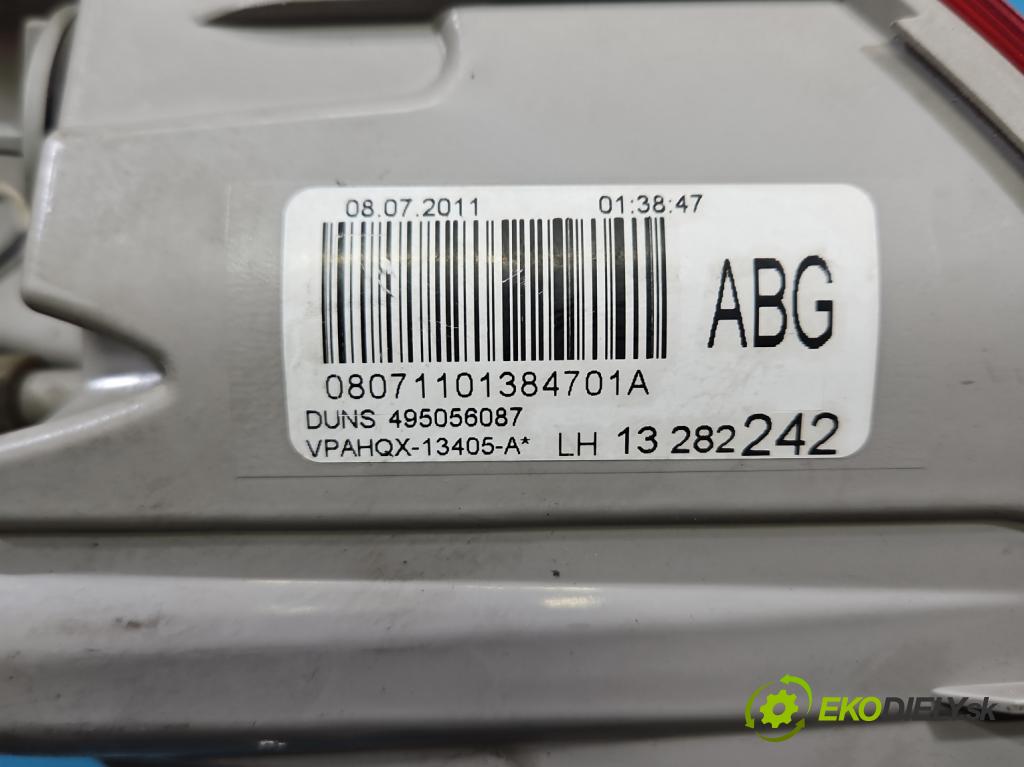 08.07.2011 01:38:47
ABG
08071101384701A
DUNS 495056087
VPAHQX-13405-A* LH 13 282 242
EKODIELY.sk